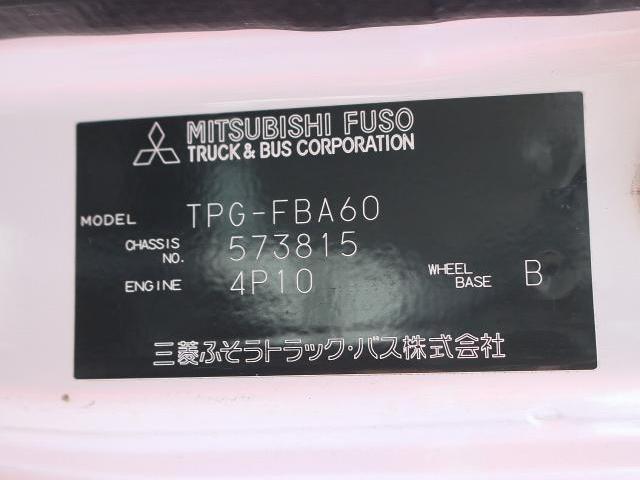 MITSUBISHI FUSO
TRUCK & BUS CORPORATION
MODEL TPG-FBA60
CHASSIS NO. 573815
ENGINE 4P10 WHEEL BASE B
三菱ふそうトラック・バス株式会社